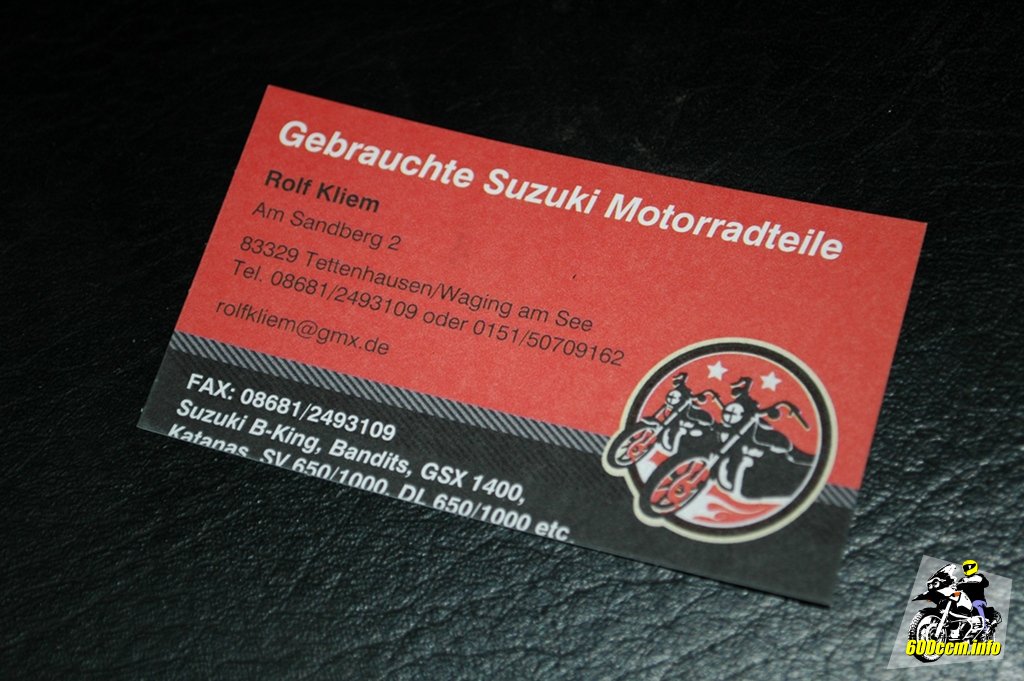 Gebrauchte Suzuki Motorradteile
Rolf Kliem
Am Sandberg 2
83329 Tettenhausen/Waging am See
Tel. 08681/2493109 oder 0151/50709162
rolfkliem@gmx.de
FAX: 08681/2493109
Suzuki B-King, Bandits, GSX 1400,
Katanas, SV 650/1000, DL 650/1000 etc
600ccm.info